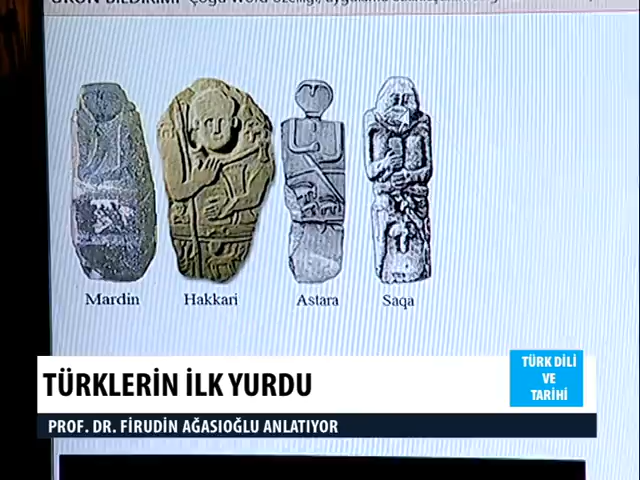 Mardin
Hakkari
Astara
Saqa
TÜRKLERİN İLK YURDU
TÜRK DİLİ
VE
TARİHİ
PROF. DR. FİRUDİN AĞASIOĞLU ANLATIYOR